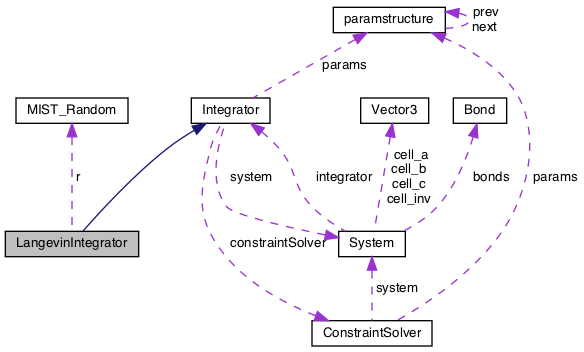 paramstructure
prev
next
params
MIST_Random
Integrator
Vector3
Bond
cell_a
cell_b
cell_c
cell_inv
r
system
integrator
bonds
params
LangevinIntegrator
constraintSolver
System
system
ConstraintSolver